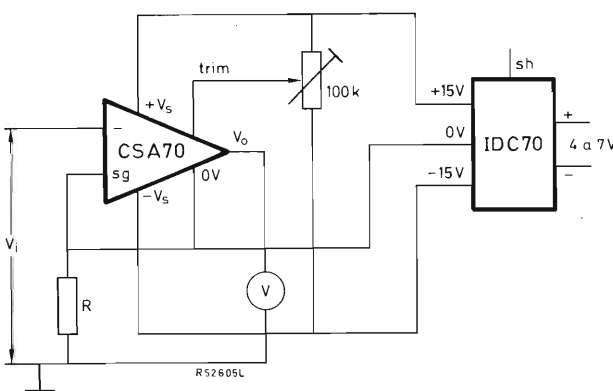 sh
trim
100k
+15V
+Vs
–
CSA70
Vo
0V
IDC70
+
4 a 7V
–
sg
0V
–Vs
–15V
Vi
R
V
RS2605L